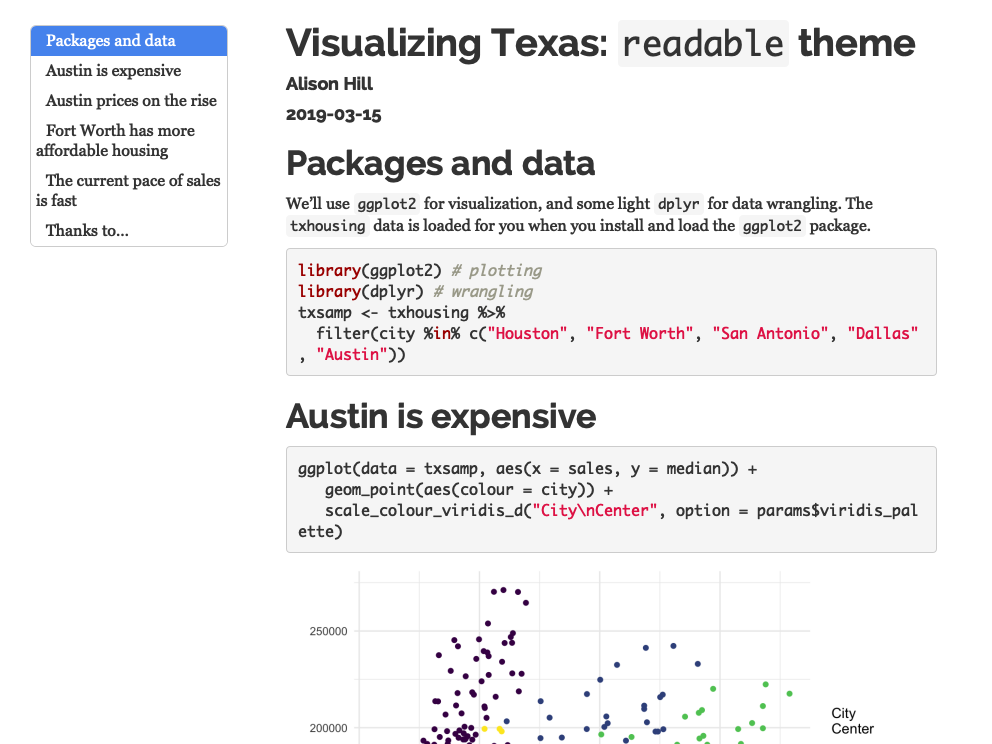 Packages and data
Austin is expensive
Austin prices on the rise
Fort Worth has more
affordable housing
The current pace of sales
is fast
Thanks to...
Visualizing Texas: readable theme
Alison Hill
2019-03-15
Packages and data
We'll use ggplot2 for visualization, and some light dplyr for data wrangling. The
txhousing data is loaded for you when you install and load the ggplot2 package.
library(ggplot2) # plotting
library(dplyr) # wrangling
txsamp <- txhousing %>%
  filter(city %in% c("Houston", "Fort Worth", "San Antonio", "Dallas"
, "Austin"))
Austin is expensive
ggplot(data = txsamp, aes(x = sales, y = median)) +
   geom_point(aes(colour = city)) +
   scale_colour_viridis_d("City\nCenter", option = params$viridis_pal
ette)
250000
200000
City
Center